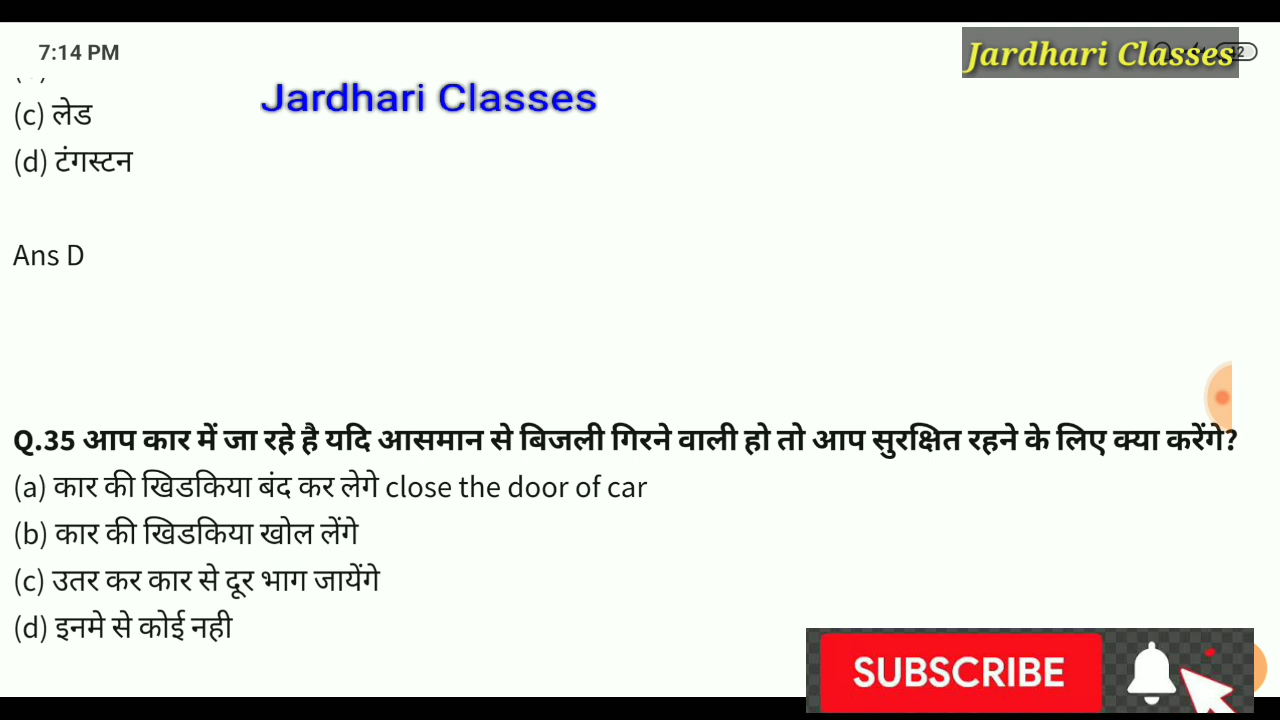 7:14 PM
Jardhari Classes
Jardhari Classes
(c) लेड
(d) टंगस्टन
Ans D
Q.35 आप कार में जा रहे है यदि आसमान से बिजली गिरने वाली हो तो आप सुरक्षित रहने के लिए क्या करेंगे?
(a) कार की खिडकिया बंद कर लेगे close the door of car
(b) कार की खिडकिया खोल लेंगे
(c) उतर कर कार से दूर भाग जायेंगे
(d) इनमे से कोई नही
SUBSCRIBE